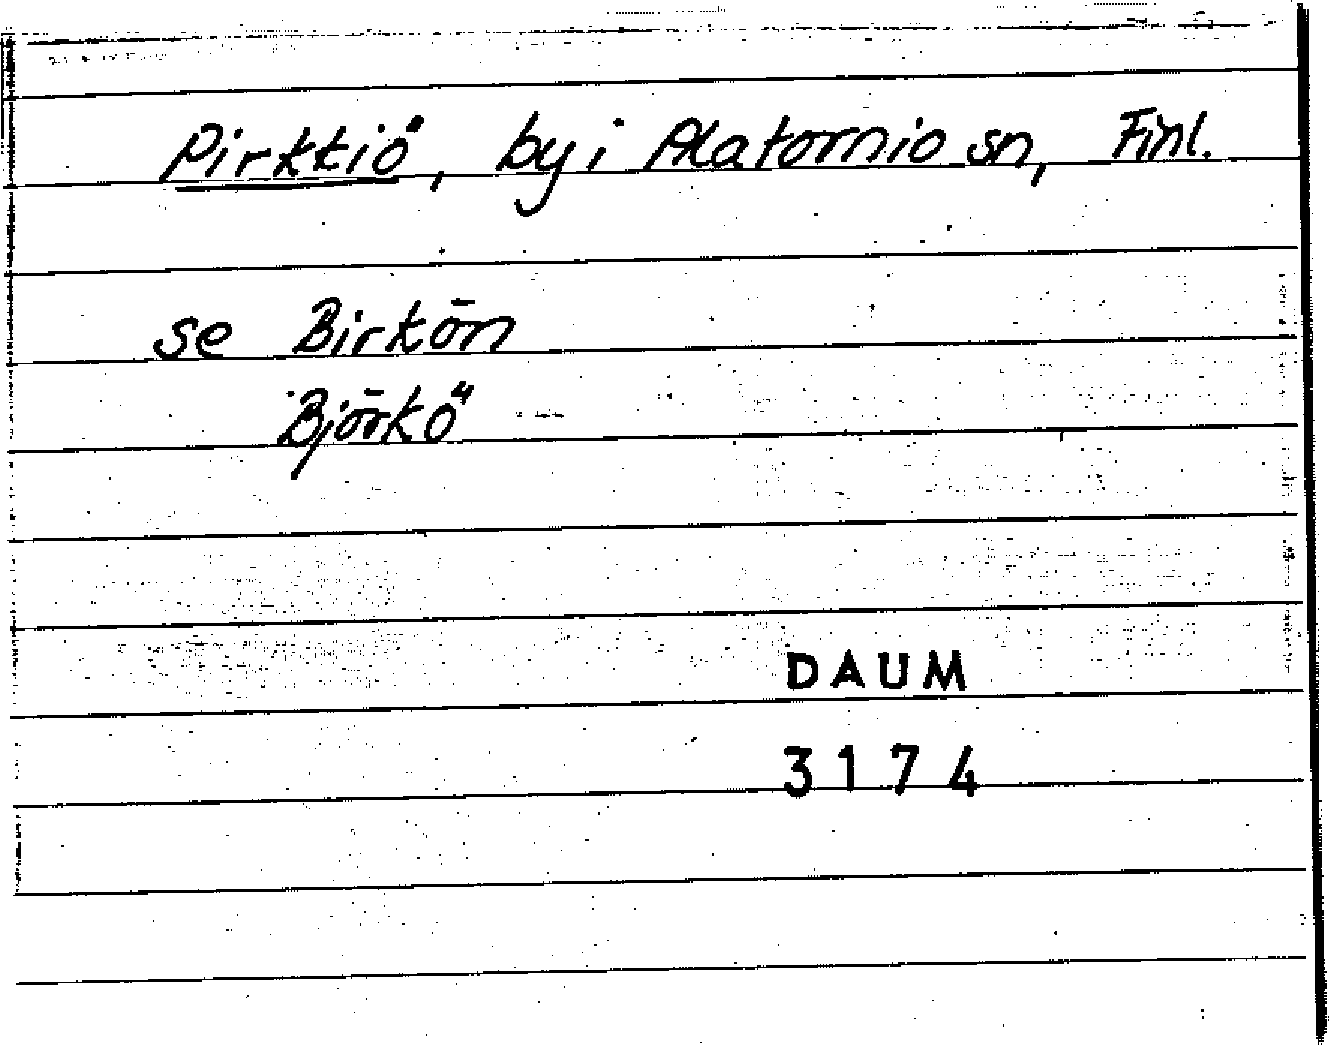 Pirkkiö, by i Alatornio sn, Finl.
se Birkön
Björkö
DAUM
3174